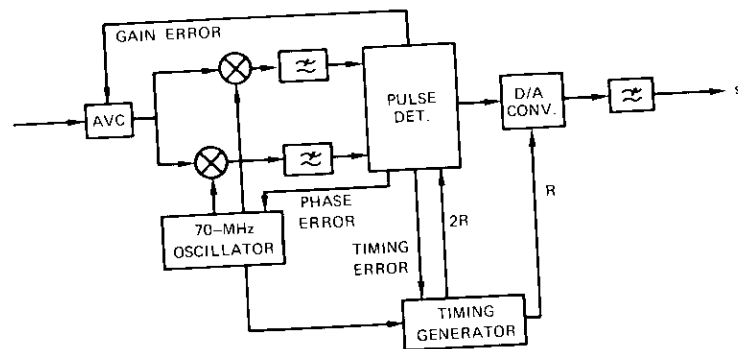 GAIN ERROR
AVC
PULSE
DET.
D/A
CONV.
70-MHz
OSCILLATOR
PHASE
ERROR
TIMING
ERROR
2R
R
TIMING
GENERATOR